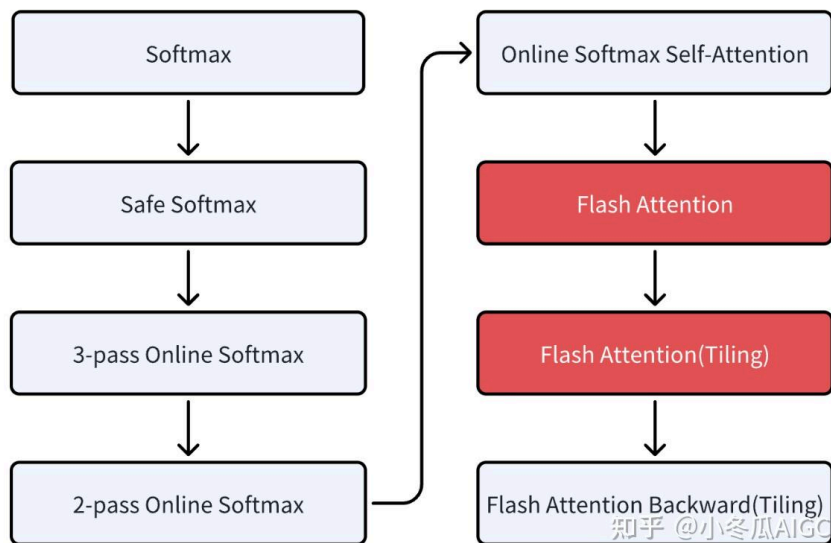 Softmax
Safe Softmax
3-pass Online Softmax
2-pass Online Softmax
Online Softmax Self-Attention
Flash Attention
Flash Attention(Tiling)
Flash Attention Backward(Tiling)
知乎 @小冬瓜AIGC